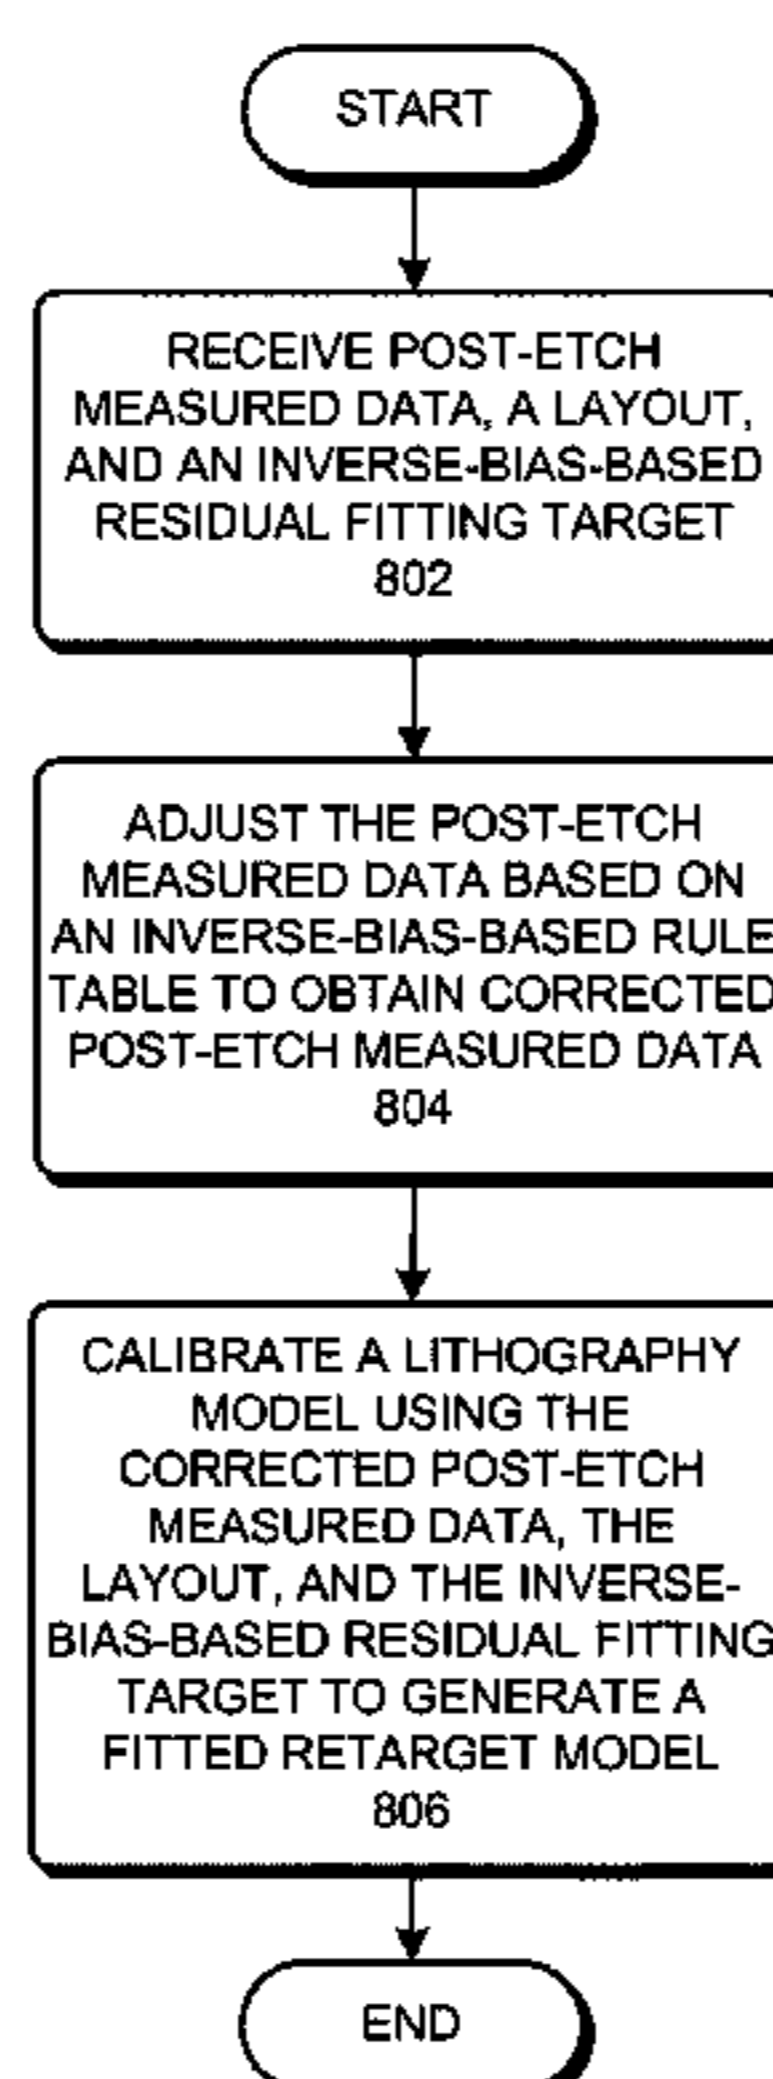 START
RECEIVE POST-ETCH
MEASURED DATA, A LAYOUT,
AND AN INVERSE-BIAS-BASED
RESIDUAL FITTING TARGET
802
ADJUST THE POST-ETCH
MEASURED DATA BASED ON
AN INVERSE-BIAS-BASED RULE
TABLE TO OBTAIN CORRECTED
POST-ETCH MEASURED DATA
804
CALIBRATE A LITHOGRAPHY
MODEL USING THE
CORRECTED POST-ETCH
MEASURED DATA, THE
LAYOUT, AND THE INVERSE-
BIAS-BASED RESIDUAL FITTING
TARGET TO GENERATE A
FITTED RETARGET MODEL
806
END